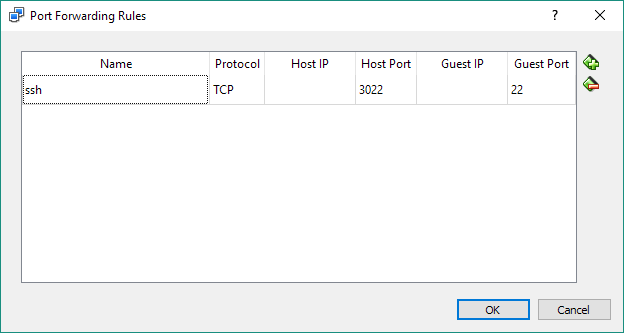 Port Forwarding Rules ?
Name Protocol Host IP Host Port Guest IP Guest Port
ssh TCP 3022 22
OK Cancel